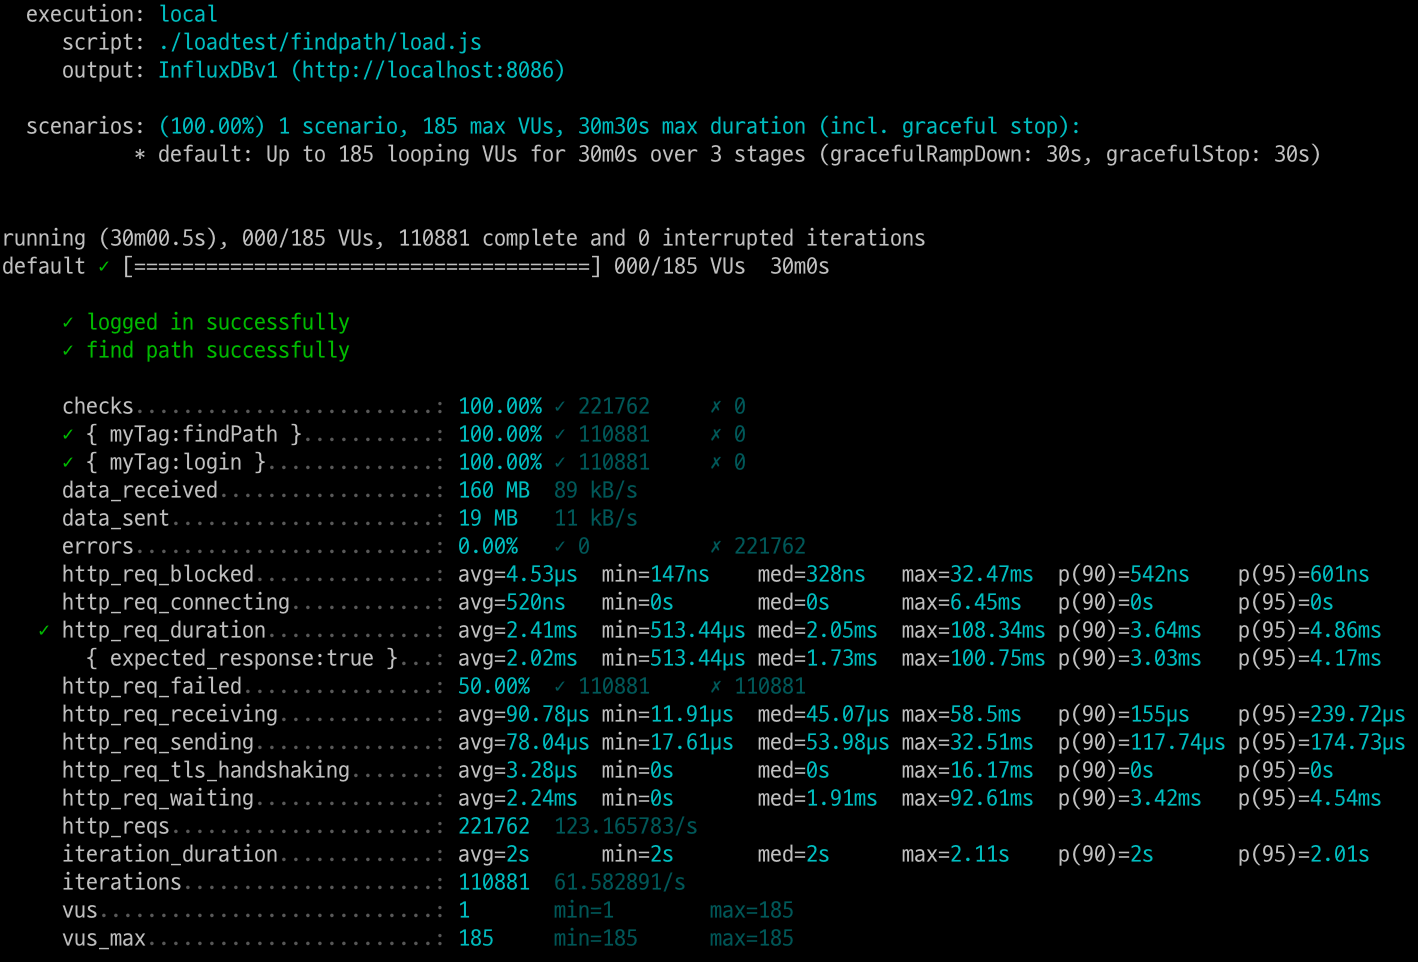 execution: local
script: ./loadtest/findpath/load.js
output: InfluxDBv1 (http://localhost:8086)
scenarios: (100.00%) 1 scenario, 185 max VUs, 30m30s max duration (incl. graceful stop):
* default: Up to 185 looping VUs for 30m0s over 3 stages (gracefulRampDown: 30s, gracefulStop: 30s)
running (30m00.5s), 000/185 VUs, 110881 complete and 0 interrupted iterations
default ✓ [======================================] 000/185 VUs  30m0s
✓ logged in successfully
✓ find path successfully
checks.........................: 100.00% ✓ 221762     ✗ 0
✓ { myTag:findPath }...........: 100.00% ✓ 110881     ✗ 0
✓ { myTag:login }..............: 100.00% ✓ 110881     ✗ 0
data_received..................: 160 MB  89 kB/s
data_sent......................: 19 MB   11 kB/s
errors.........................: 0.00%   ✓ 0          ✗ 221762
http_req_blocked...............: avg=4.53µs  min=147ns    med=328ns   max=32.47ms  p(90)=542ns    p(95)=601ns
http_req_connecting............: avg=520ns   min=0s       med=0s      max=6.45ms   p(90)=0s       p(95)=0s
✓ http_req_duration..............: avg=2.41ms  min=513.44µs med=2.05ms  max=108.34ms p(90)=3.64ms   p(95)=4.86ms
{ expected_response:true }...: avg=2.02ms  min=513.44µs med=1.73ms  max=100.75ms p(90)=3.03ms   p(95)=4.17ms
http_req_failed................: 50.00%  ✓ 110881     ✗ 110881
http_req_receiving.............: avg=90.78µs min=11.91µs  med=45.07µs max=58.5ms   p(90)=155µs    p(95)=239.72µs
http_req_sending...............: avg=78.04µs min=17.61µs  med=53.98µs max=32.51ms  p(90)=117.74µs p(95)=174.73µs
http_req_tls_handshaking.......: avg=3.28µs  min=0s       med=0s      max=16.17ms  p(90)=0s       p(95)=0s
http_req_waiting...............: avg=2.24ms  min=0s       med=1.91ms  max=92.61ms  p(90)=3.42ms   p(95)=4.54ms
http_reqs......................: 221762  123.165783/s
iteration_duration.............: avg=2s      min=2s       med=2s      max=2.11s    p(90)=2s       p(95)=2.01s
iterations.....................: 110881  61.582891/s
vus............................: 1       min=1        max=185
vus_max........................: 185     min=185      max=185